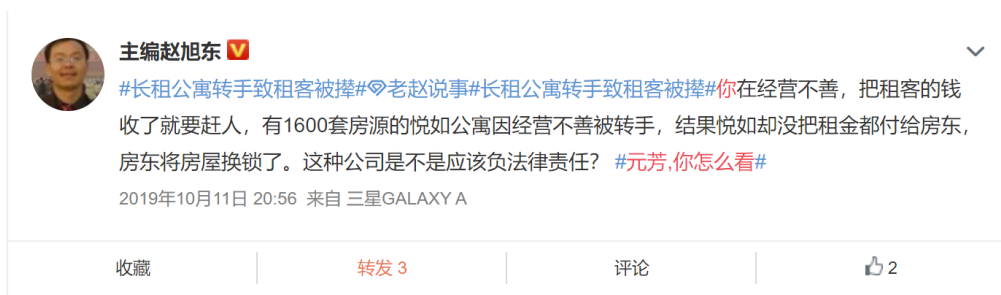 主编赵旭东
#长租公寓转手致租客被撵#老赵说事#长租公寓转手致租客被撵#你在经营不善，把租客的钱
收了就要赶人，有1600套房源的悦如公寓因经营不善被转手，结果悦如却没把租金都付给房东，
房东将房屋换锁了。这种公司是不是应该负法律责任？ #元芳,你怎么看#
2019年10月11日 20:56 来自 三星GALAXY A
收藏 转发 3 评论 2